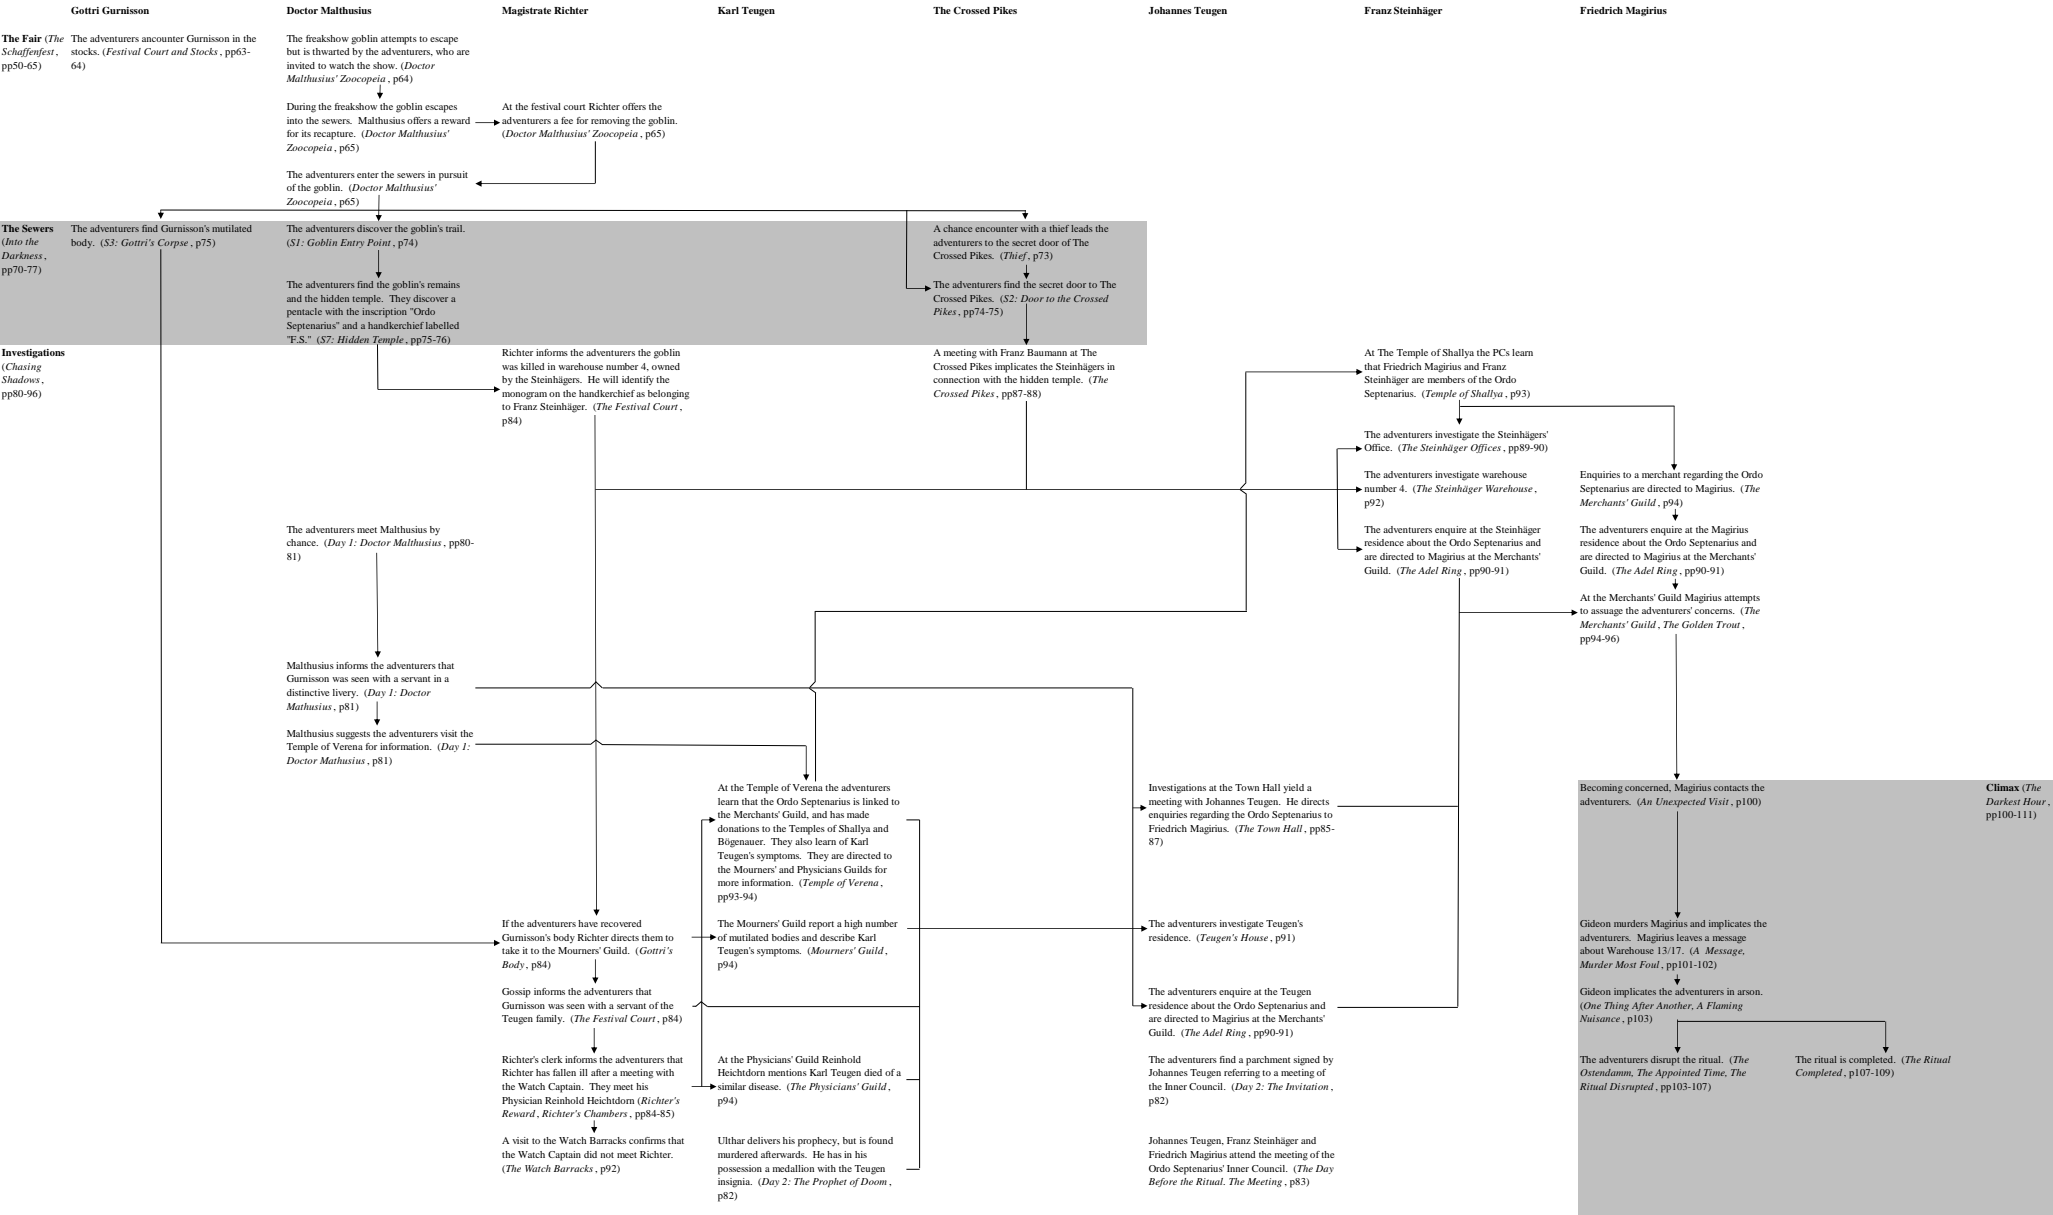 Gottri Gurnisson
Doctor Malthusius
Magistrate Richter
Karl Teugen
The Crossed Pikes
Johannes Teugen
Franz Steinhäger
Friedrich Magirius
The Fair (The
Schaffenfest,
pp50-65)
The adventurers ancounter Gurnisson in the
stocks. (Festival Court and Stocks, pp63-
64)
The freakshow goblin attempts to escape
but is thwarted by the adventurers, who are
invited to watch the show. (Doctor
Malthusius' Zoocopeia, p64)
During the freakshow the goblin escapes
into the sewers. Malthusius offers a reward
for its recapture. (Doctor Malthusius'
Zoocopeia, p65)
At the festival court Richter offers the
adventurers a fee for removing the goblin.
(Doctor Malthusius' Zoocopeia, p65)
The adventurers enter the sewers in pursuit
of the goblin. (Doctor Malthusius'
Zoocopeia, p65)
The Sewers
(Into the
Darkness,
pp70-77)
The adventurers find Gurnisson's mutilated
body. (S3: Gottri's Corpse, p75)
The adventurers discover the goblin's trail.
(S1: Goblin Entry Point, p74)
A chance encounter with a thief leads the
adventurers to the secret door of The
Crossed Pikes. (Thief, p73)
The adventurers find the goblin's remains
and the hidden temple. They discover a
pentacle with the inscription "Ordo
Septenarius" and a handkerchief labelled
"F.S." (S7: Hidden Temple, pp75-76)
The adventurers find the secret door to The
Crossed Pikes. (S2: Door to the Crossed
Pikes, pp74-75)
Investigations
(Chasing
Shadows,
pp80-96)
Richter informs the adventurers the goblin
was killed in warehouse number 4, owned
by the Steinhägers. He will identify the
monogram on the handkerchief as belonging
to Franz Steinhäger. (The Festival Court,
p84)
A meeting with Franz Baumann at The
Crossed Pikes implicates the Steinhägers in
connection with the hidden temple. (The
Crossed Pikes, pp87-88)
At The Temple of Shallya the PCs learn
that Friedrich Magirius and Franz
Steinhäger are members of the Ordo
Septenarius. (Temple of Shallya, p93)
The adventurers investigate the Steinhägers'
Office. (The Steinhäger Offices, pp89-90)
The adventurers investigate warehouse
number 4. (The Steinhäger Warehouse,
p92)
Enquiries to a merchant regarding the Ordo
Septenarius are directed to Magirius. (The
Merchants' Guild, p94)
The adventurers meet Malthusius by
chance. (Day 1: Doctor Malthusius, pp80-
81)
The adventurers enquire at the Steinhäger
residence about the Ordo Septenarius and
are directed to Magirius at the Merchants'
Guild. (The Adel Ring, pp90-91)
The adventurers enquire at the Magirius
residence about the Ordo Septenarius and
are directed to Magirius at the Merchants'
Guild. (The Adel Ring, pp90-91)
At the Merchants' Guild Magirius attempts
to assuage the adventurers' concerns. (The
Merchants' Guild, The Golden Trout,
pp94-96)
Malthusius informs the adventurers that
Gurnisson was seen with a servant in a
distinctive livery. (Day 1: Doctor
Mathusius, p81)
Malthusius suggests the adventurers visit the
Temple of Verena for information. (Day 1:
Doctor Mathusius, p81)
At the Temple of Verena the adventurers
learn that the Ordo Septenarius is linked to
the Merchants' Guild, and has made
donations to the Temples of Shallya and
Bögenauer. They also learn of Karl
Teugen's symptoms. They are directed to
the Mourners' and Physicians Guilds for
more information. (Temple of Verena,
pp93-94)
Investigations at the Town Hall yield a
meeting with Johannes Teugen. He directs
enquiries regarding the Ordo Septenarius to
Friedrich Magirius. (The Town Hall, pp85-
87)
Becoming concerned, Magirius contacts the
adventurers. (An Unexpected Visit, p100)
Climax (The
Darkest Hour,
pp100-111)
If the adventurers have recovered
Gurnisson's body Richter directs them to
take it to the Mourners' Guild. (Gottri's
Body, p84)
The Mourners' Guild report a high number
of mutilated bodies and describe Karl
Teugen's symptoms. (Mourners' Guild,
p94)
The adventurers investigate Teugen's
residence. (Teugen's House, p91)
Gideon murders Magirius and implicates the
adventurers. Magirius leaves a message
about Warehouse 13/17. (A Message,
Murder Most Foul, pp101-102)
Gossip informs the adventurers that
Gurnisson was seen with a servant of the
Teugen family. (The Festival Court, p84)
The adventurers enquire at the Teugen
residence about the Ordo Septenarius and
are directed to Magirius at the Merchants'
Guild. (The Adel Ring, pp90-91)
Gideon implicates the adventurers in arson.
(One Thing After Another, A Flaming
Nuisance, p103)
Richter's clerk informs the adventurers that
Richter has fallen ill after a meeting with
the Watch Captain. They meet his
Physician Reinhold Heichtdorn (Richter's
Reward, Richter's Chambers, pp84-85)
At the Physicians' Guild Reinhold
Heichtdorn mentions Karl Teugen died of a
similar disease. (The Physicians' Guild,
p94)
The adventurers find a parchment signed by
Johannes Teugen referring to a meeting of
the Inner Council. (Day 2: The Invitation,
p82)
The adventurers disrupt the ritual. (The
Ostendamm, The Appointed Time, The
Ritual Disrupted, pp103-107)
The ritual is completed. (The Ritual
Completed, p107-109)
A visit to the Watch Barracks confirms that
the Watch Captain did not meet Richter.
(The Watch Barracks, p92)
Ulthar delivers his prophecy, but is found
murdered afterwards. He has in his
possession a medallion with the Teugen
insignia. (Day 2: The Prophet of Doom,
p82)
Johannes Teugen, Franz Steinhäger and
Friedrich Magirius attend the meeting of the
Ordo Septenarius' Inner Council. (The Day
Before the Ritual. The Meeting, p83)